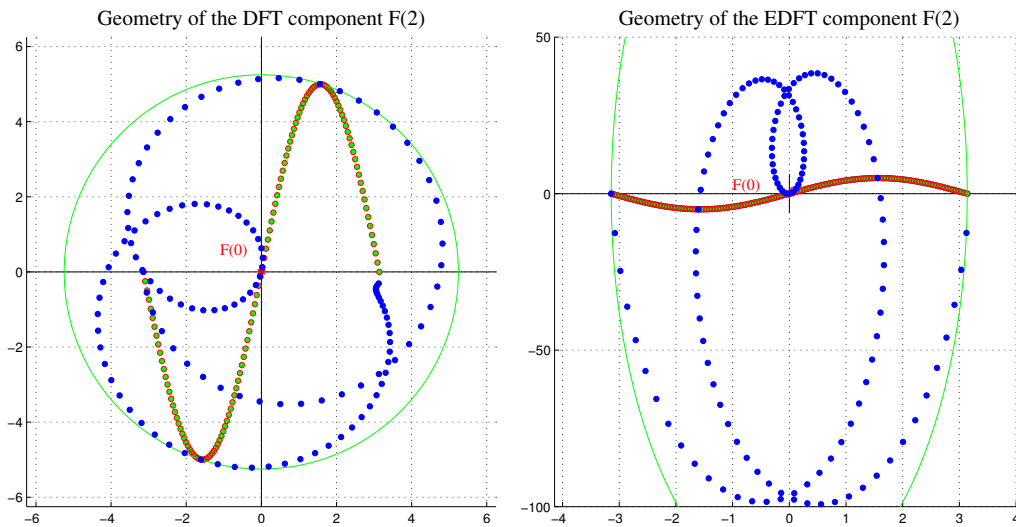 Geometry of the DFT component F(2)
6
4
2
0
−2
−4
−6
−6 −4 −2 0 2 4 6
F(0)
Geometry of the EDFT component F(2)
50
0
−50
−100
−4 −3 −2 −1 0 1 2 3 4
F(0)